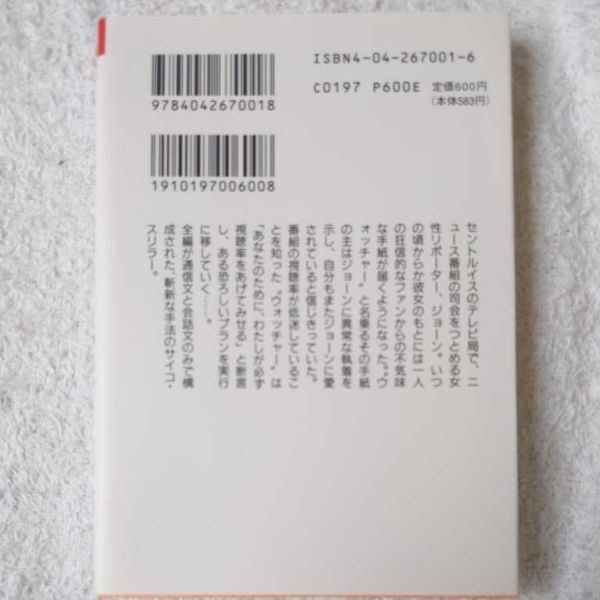 ISBN4-04-267001-6
C0197 P600E 定価600円
(本体583円)
9784042670018
1910197006008
セントルイスのテレビ局で、ニ
ュース番組の司会をつとめる女
性リポーター、ジョーン。いつ
の頃からか彼女のもとには一人
の狂信的なファンからの不気味
な手紙が届くようになった。〝ウ
ォッチャー〟と名乗るその手紙
の主はジョーンに異常な執着を
示し、自分もまたジョーンに愛
されていると信じきっていた。
番組の視聴率が低迷しているこ
とを知った〝ウォッチャー〟は
「あなたのために、わたしが必ず
視聴率をあげてみせる」と断言
し、ある恐ろしいプランを実行
に移していく……。
全編が通信文と会話文のみで構
成された、斬新な手法のサイコ・
スリラー。